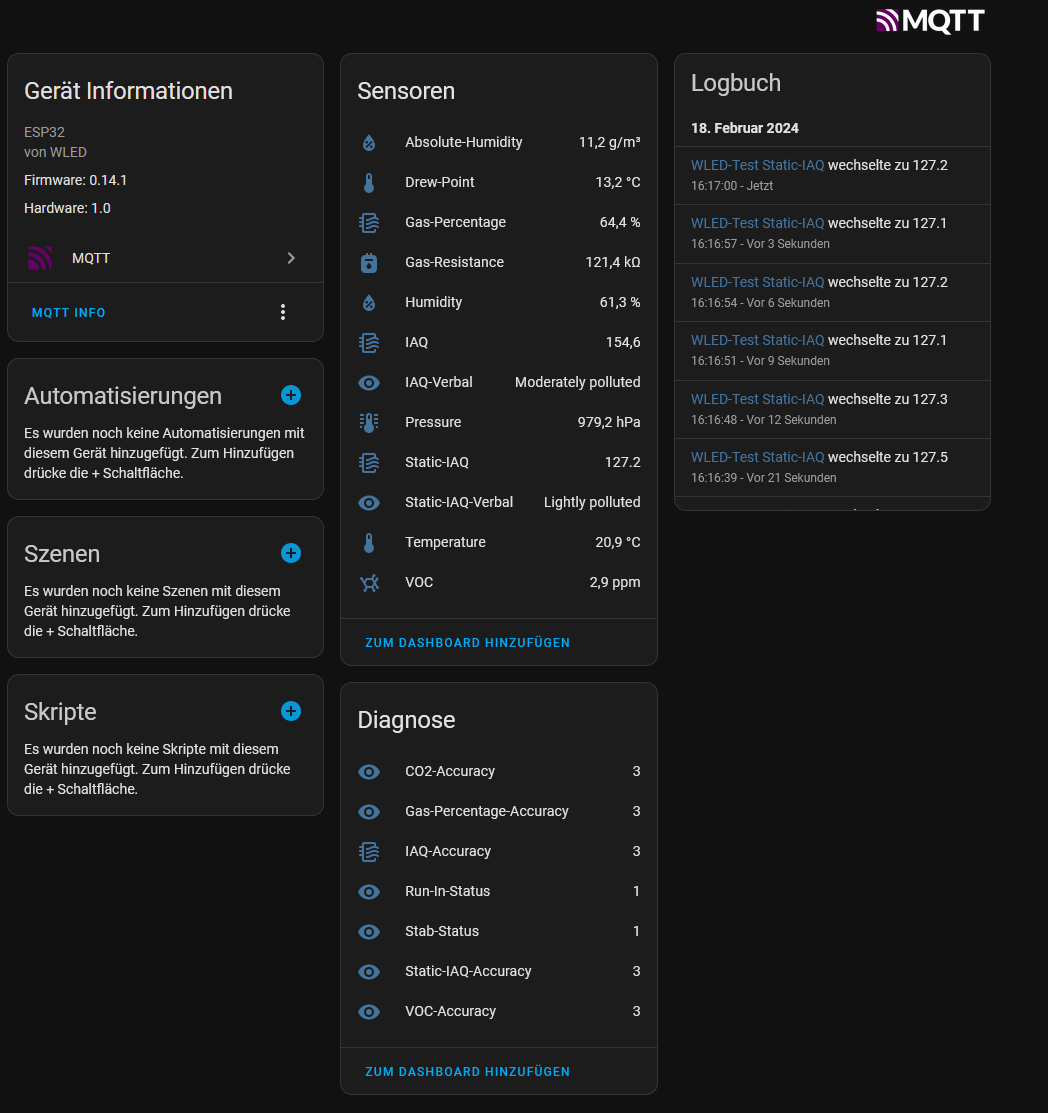 MQTT
Gerät Informationen
ESP32
von WLED
Firmware: 0.14.1
Hardware: 1.0
MQTT
MQTT INFO
Automatisierungen
Es wurden noch keine Automatisierungen mit
diesem Gerät hinzugefügt. Zum Hinzufügen
drücke die + Schaltfläche.
Szenen
Es wurden noch keine Szenen mit diesem
Gerät hinzugefügt. Zum Hinzufügen drücke
die + Schaltfläche.
Skripte
Es wurden noch keine Skripte mit diesem
Gerät hinzugefügt. Zum Hinzufügen drücke
die + Schaltfläche.
Sensoren
Absolute-Humidity 11,2 g/m³
Drew-Point 13,2 °C
Gas-Percentage 64,4 %
Gas-Resistance 121,4 kΩ
Humidity 61,3 %
IAQ 154,6
IAQ-Verbal Moderately polluted
Pressure 979,2 hPa
Static-IAQ 127.2
Static-IAQ-Verbal Lightly polluted
Temperature 20,9 °C
VOC 2,9 ppm
ZUM DASHBOARD HINZUFÜGEN
Diagnose
CO2-Accuracy 3
Gas-Percentage-Accuracy 3
IAQ-Accuracy 3
Run-In-Status 1
Stab-Status 1
Static-IAQ-Accuracy 3
VOC-Accuracy 3
ZUM DASHBOARD HINZUFÜGEN
Logbuch
18. Februar 2024
WLED-Test Static-IAQ wechselte zu 127.2
16:17:00 - Jetzt
WLED-Test Static-IAQ wechselte zu 127.1
16:16:57 - Vor 3 Sekunden
WLED-Test Static-IAQ wechselte zu 127.2
16:16:54 - Vor 6 Sekunden
WLED-Test Static-IAQ wechselte zu 127.1
16:16:51 - Vor 9 Sekunden
WLED-Test Static-IAQ wechselte zu 127.3
16:16:48 - Vor 12 Sekunden
WLED-Test Static-IAQ wechselte zu 127.5
16:16:39 - Vor 21 Sekunden